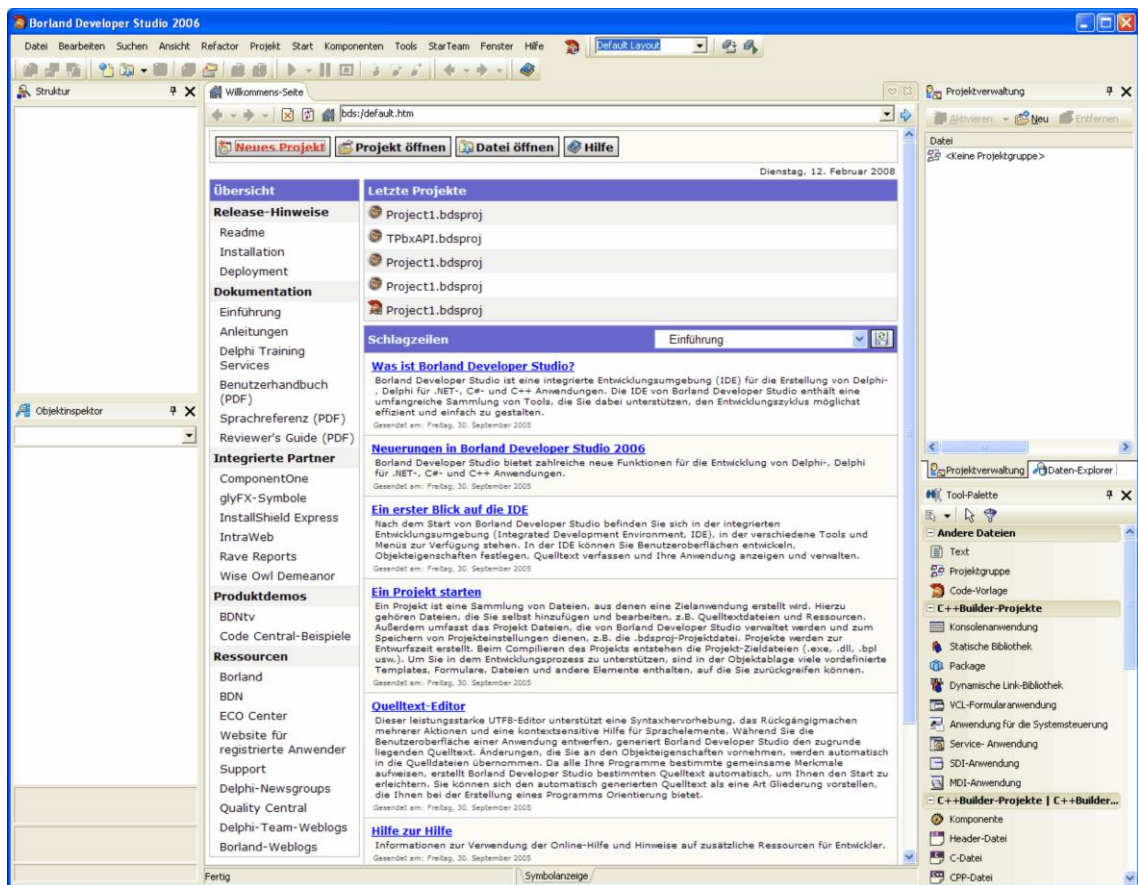 Borland Developer Studio 2006
Datei Bearbeiten Suchen Ansicht Refactor Projekt Start Komponenten Tools StarTeam Fenster Hilfe
Default Layout
Struktur
Objektinspektor
Willkommens-Seite
bds:/default.htm
Neues Projekt Projekt öffnen Datei öffnen Hilfe
Dienstag, 12. Februar 2008
Übersicht
Release-Hinweise
Readme
Installation
Deployment
Dokumentation
Einführung
Anleitungen
Delphi Training
Services
Benutzerhandbuch
(PDF)
Sprachreferenz (PDF)
Reviewer's Guide (PDF)
Integrierte Partner
ComponentOne
glyFX-Symbole
InstallShield Express
IntraWeb
Rave Reports
Wise Owl Demeanor
Produktdemos
BDNtv
Code Central-Beispiele
Ressourcen
Borland
BDN
ECO Center
Website für
registrierte Anwender
Support
Delphi-Newsgroups
Quality Central
Delphi-Team-Weblogs
Borland-Weblogs
Letzte Projekte
Project1.bdsproj
TPbxAPI.bdsproj
Project1.bdsproj
Project1.bdsproj
Project1.bdsproj
Schlagzeilen
Einführung
Was ist Borland Developer Studio?
Borland Developer Studio ist eine integrierte Entwicklungsumgebung (IDE) für die Erstellung von Delphi-
, Delphi für .NET-, C#- und C++ Anwendungen. Die IDE von Borland Developer Studio enthält eine
umfangreiche Sammlung von Tools, die Sie dabei unterstützen, den Entwicklungszyklus möglichst
effizient und einfach zu gestalten.
Gesendet am: Freitag, 30. September 2005
Neuerungen in Borland Developer Studio 2006
Borland Developer Studio bietet zahlreiche neue Funktionen für die Entwicklung von Delphi-, Delphi
für .NET-, C#- und C++ Anwendungen.
Gesendet am: Freitag, 30. September 2005
Ein erster Blick auf die IDE
Nach dem Start von Borland Developer Studio befinden Sie sich in der integrierten
Entwicklungsumgebung (Integrated Development Environment, IDE), in der verschiedene Tools und
Menüs zur Verfügung stehen. In der IDE können Sie Benutzeroberflächen entwickeln,
Objekteigenschaften festlegen, Quelltext verfassen und Ihre Anwendung anzeigen und verwalten.
Gesendet am: Freitag, 30. September 2005
Ein Projekt starten
Ein Projekt ist eine Sammlung von Dateien, aus denen eine Zielanwendung erstellt wird. Hierzu
gehören Dateien, die Sie selbst hinzufügen und bearbeiten, z.B. Quelltextdateien und Ressourcen.
Außerdem umfasst das Projekt Dateien, die von Borland Developer Studio verwaltet werden und zum
Speichern von Projekteinstellungen dienen, z.B. die .bdsproj-Projektdatei. Projekte werden zur
Entwurfszeit erstellt. Beim Compilieren des Projekts entstehen die Projekt-Zieldateien (.exe, .dll, .bpl
usw.). Um Sie in dem Entwicklungsprozess zu unterstützen, sind in der Objektablage viele vordefinierte
Templates, Formulare, Dateien und andere Elemente enthalten, auf die Sie zurückgreifen können.
Gesendet am: Freitag, 30. September 2005
Quelltext-Editor
Dieser leistungsstarke UTF8-Editor unterstützt eine Syntaxhervorhebung, das Rückgängigmachen
mehrerer Aktionen und eine kontextsensitive Hilfe für Sprachelemente. Während Sie die
Benutzeroberfläche einer Anwendung entwerfen, generiert Borland Developer Studio den zugrunde
liegenden Quelltext. Änderungen, die Sie an den Objekteigenschaften vornehmen, werden automatisch
in die Quelldateien übernommen. Da alle Ihre Programme bestimmte gemeinsame Merkmale
aufweisen, erstellt Borland Developer Studio bestimmten Quelltext automatisch, um Ihnen den Start zu
erleichtern. Sie können sich den automatisch generierten Quelltext als eine Art Gliederung vorstellen,
die Ihnen bei der Erstellung eines Programms Orientierung bietet.
Gesendet am: Freitag, 30. September 2005
Hilfe zur Hilfe
Informationen zur Verwendung der Online-Hilfe und Hinweise auf zusätzliche Ressourcen für Entwickler.
Gesendet am: Freitag, 30. September 2005
Fertig
Symbolanzeige
Projektverwaltung
Aktivieren Neu Entfernen
Datei
<Keine Projektgruppe>
Projektverwaltung Daten-Explorer
Tool-Palette
Andere Dateien
Text
Projektgruppe
Code-Vorlage
C++Builder-Projekte
Konsolenanwendung
Statische Bibliothek
Package
Dynamische Link-Bibliothek
VCL-Formularanwendung
Anwendung für die Systemsteuerung
Service- Anwendung
SDI-Anwendung
MDI-Anwendung
C++Builder-Projekte | C++Builder...
Komponente
Header-Datei
C-Datei
CPP-Datei